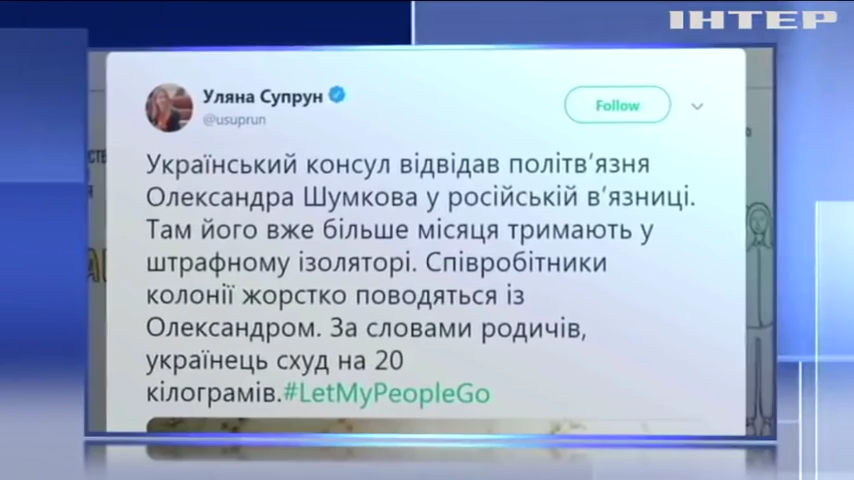 ІНТЕР
Уляна Супрун
@usuprun
Follow
Український консул відвідав політв’язня
Олександра Шумкова у російській в’язниці.
Там його вже більше місяця тримають у
штрафному ізоляторі. Співробітники
колонії жорстко поводяться із
Олександром. За словами родичів,
українець схуд на 20
кілограмів.#LetMyPeopleGo